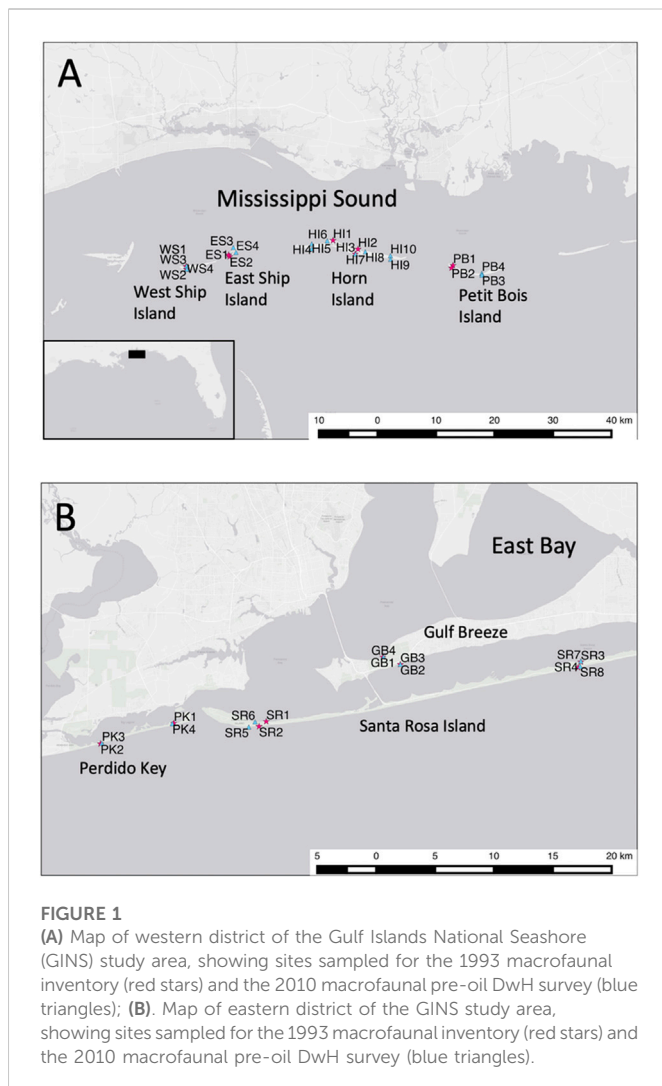 A
Mississippi Sound
HI6 HI1
ES3
HI2
WS1
ES4
HI4 HI5 HI3
HI10
WS3
ES1
HI7 HI8
PB1
WS2 WS4
ES2
HI9
PB2 PB4
PB3
West Ship
Island
East Ship
Island
Horn
Island
Petit Bois
Island
10 0 10 20 30 40 km
B
East Bay
Gulf Breeze
GB4
GB1 GB3
GB2
SR7 SR3
SR4
SR8
PK1
PK4
SR6 SR1
SR5 SR2
Santa Rosa Island
PK3
PK2
Perdido Key
5 0 5 10 15 20 km
FIGURE 1
(A) Map of western district of the Gulf Islands National Seashore
(GINS) study area, showing sites sampled for the 1993 macrofaunal
inventory (red stars) and the 2010 macrofaunal pre-oil DwH survey (blue
triangles); (B). Map of eastern district of the GINS study area,
showing sites sampled for the 1993 macrofaunal inventory (red stars) and
the 2010 macrofaunal pre-oil DwH survey (blue triangles).